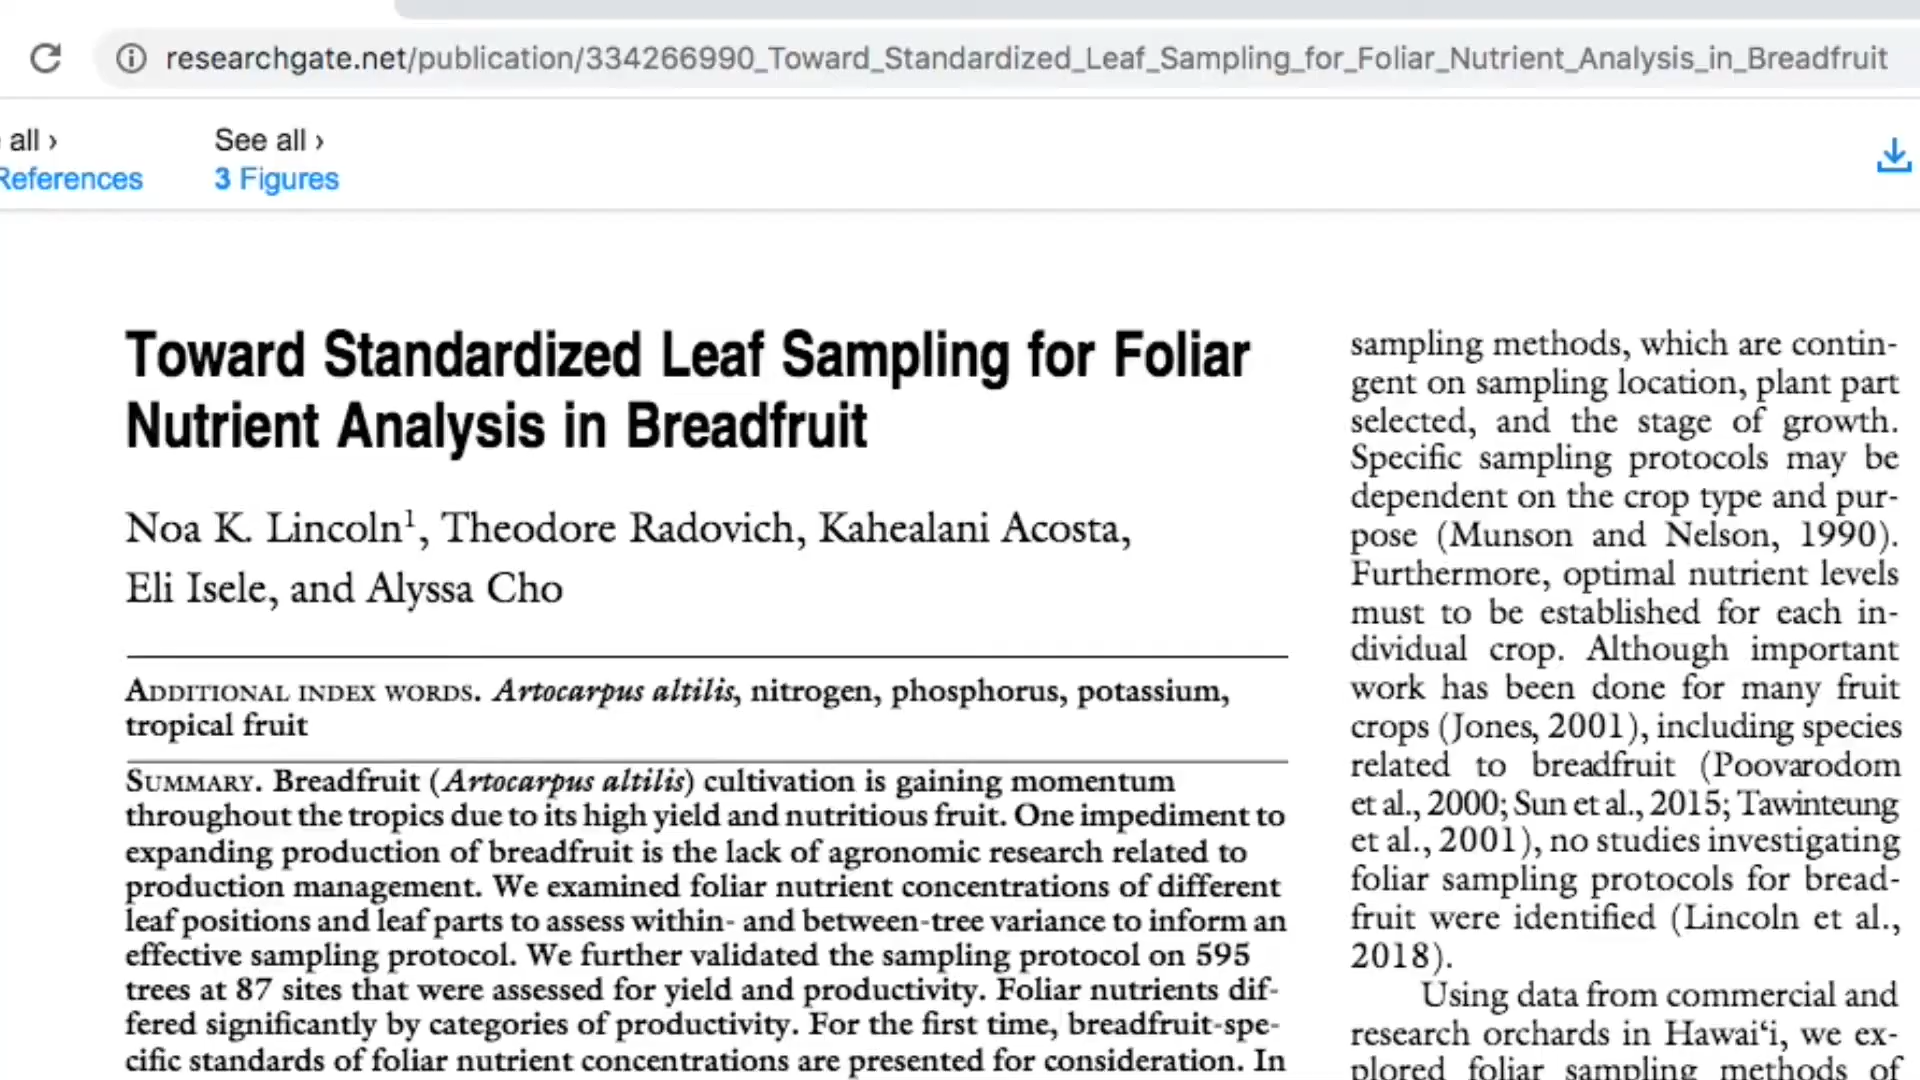 researchgate.net/publication/334266990_Toward_Standardized_Leaf_Sampling_for_Foliar_Nutrient_Analysis_in_Breadfruit
all ›
See all ›
References
3 Figures
Toward Standardized Leaf Sampling for Foliar
Nutrient Analysis in Breadfruit
Noa K. Lincoln¹, Theodore Radovich, Kahealani Acosta,
Eli Isele, and Alyssa Cho
ADDITIONAL INDEX WORDS. Artocarpus altilis, nitrogen, phosphorus, potassium,
tropical fruit
SUMMARY. Breadfruit (Artocarpus altilis) cultivation is gaining momentum
throughout the tropics due to its high yield and nutritious fruit. One impediment to
expanding production of breadfruit is the lack of agronomic research related to
production management. We examined foliar nutrient concentrations of different
leaf positions and leaf parts to assess within- and between-tree variance to inform an
effective sampling protocol. We further validated the sampling protocol on 595
trees at 87 sites that were assessed for yield and productivity. Foliar nutrients dif-
fered significantly by categories of productivity. For the first time, breadfruit-spe-
cific standards of foliar nutrient concentrations are presented for consideration. In
sampling methods, which are contin-
gent on sampling location, plant part
selected, and the stage of growth.
Specific sampling protocols may be
dependent on the crop type and pur-
pose (Munson and Nelson, 1990).
Furthermore, optimal nutrient levels
must to be established for each in-
dividual crop. Although important
work has been done for many fruit
crops (Jones, 2001), including species
related to breadfruit (Poovarodom
et al., 2000; Sun et al., 2015; Tawinteung
et al., 2001), no studies investigating
foliar sampling protocols for bread-
fruit were identified (Lincoln et al.,
2018).
Using data from commercial and
research orchards in Hawai‘i, we ex-
plored foliar sampling methods of